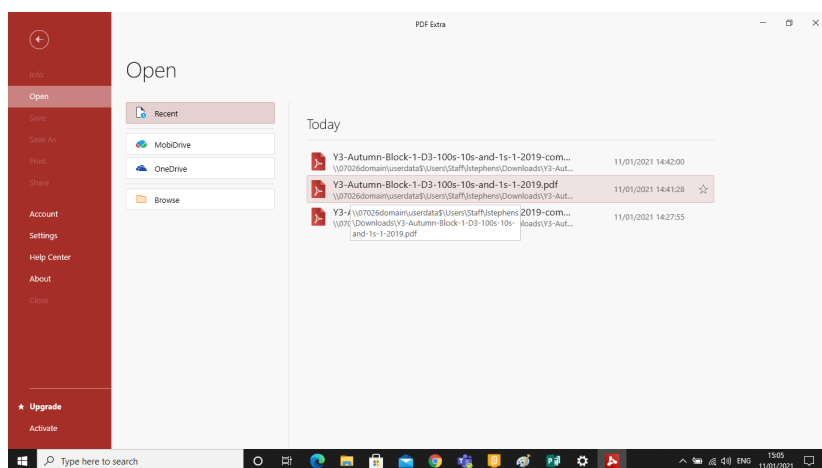 PDF Extra
Info
Open
Save
Save As
Print
Share
Account
Settings
Help Center
About
Close
★ Upgrade
Activate
Open
Recent
MobiDrive
OneDrive
Browse
Today
Y3-Autumn-Block-1-D3-100s-10s-and-1s-1-2019-com... 11/01/2021 14:42:00
\\07026domain\userdata$\Users\Staff\lstephens\Downloads\Y3-Aut...
Y3-Autumn-Block-1-D3-100s-10s-and-1s-1-2019.pdf 11/01/2021 14:41:28
\\07026domain\userdata$\Users\Staff\lstephens\Downloads\Y3-Aut...
2019-com... 11/01/2021 14:27:55
\\07026domain\userdata$\Users\Staff\lstephens
\Downloads\Y3-Autumn-Block-1-D3-100s-10s-
and-1s-1-2019.pdf
Type here to search
ENG
15:05
11/01/2021